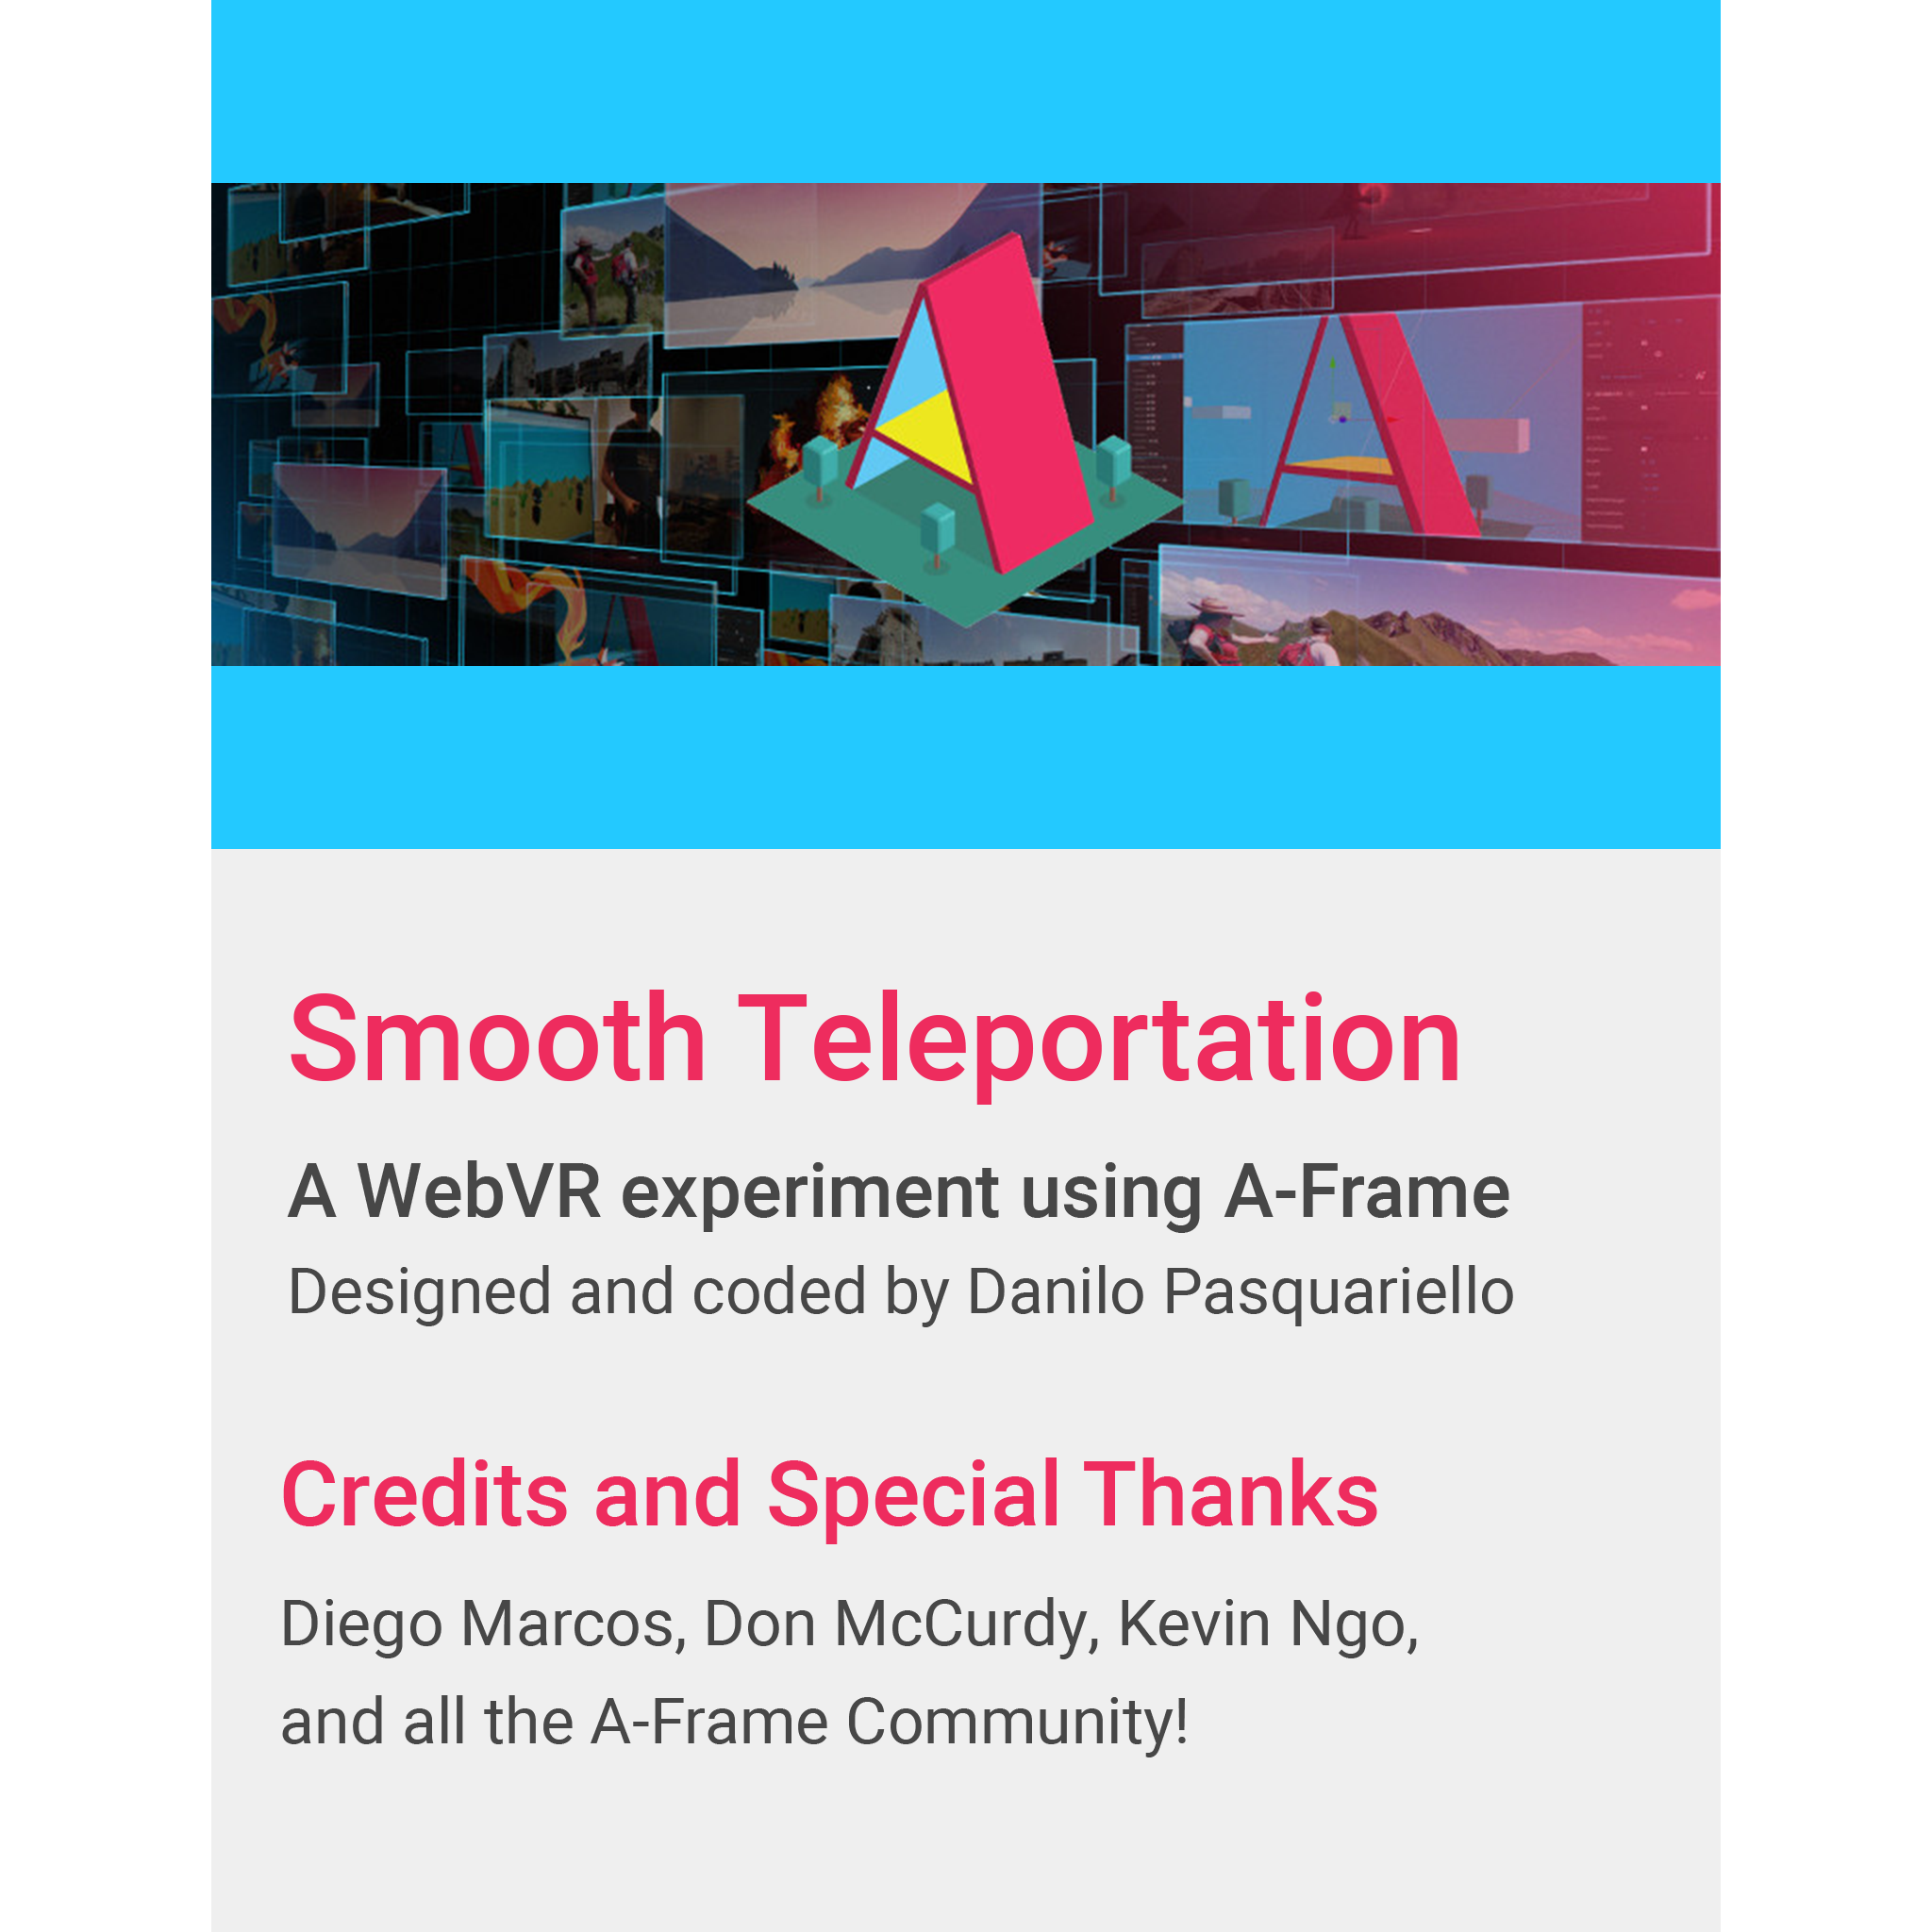 Smooth Teleportation
A WebVR experiment using A-Frame
Designed and coded by Danilo Pasquariello
Credits and Special Thanks
Diego Marcos, Don McCurdy, Kevin Ngo,
and all the A-Frame Community!